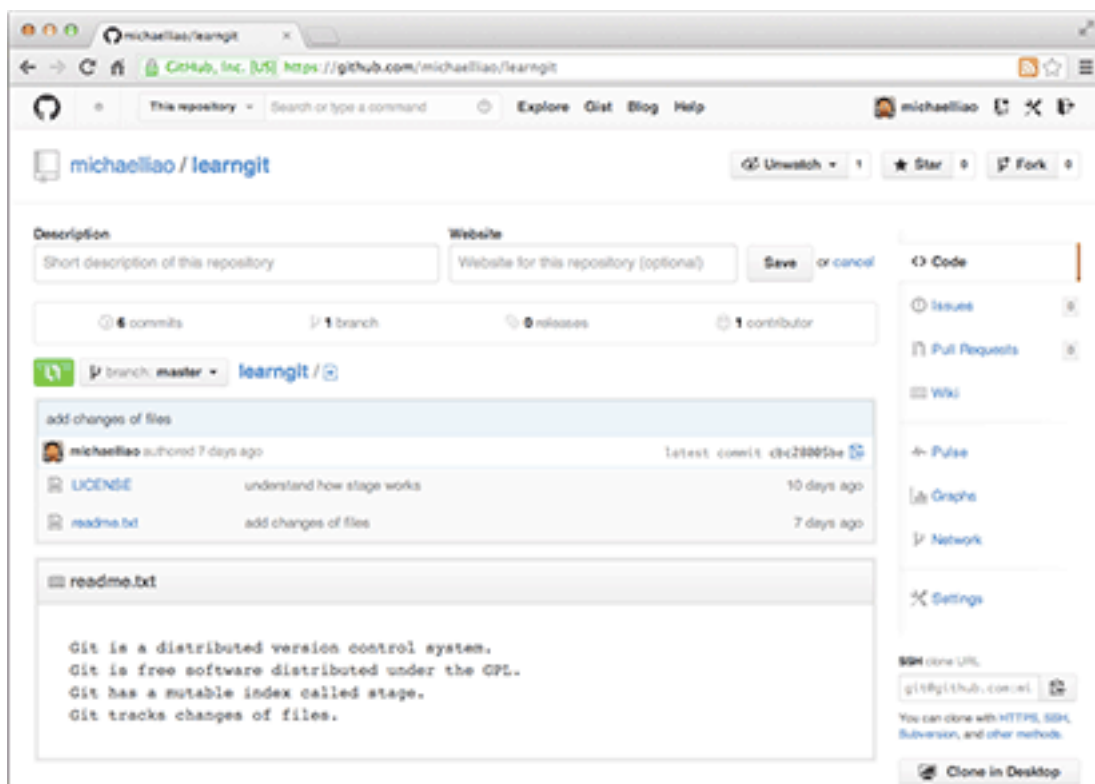 michaelliao/learngit
GitHub, Inc. [US] https://github.com/michaelliao/learngit
This repository Search or type a command Explore Gist Blog Help michaelliao
michaelliao / learngit Unwatch 1 Star 0 Fork 0
Description Website
Short description of this repository Website for this repository (optional) Save or cancel
<> Code
6 commits 1 branch 0 releases 1 contributor
Issues 0
Pull Requests 0
branch: master learngit /
Wiki
add changes of files
michaelliao authored 7 days ago latest commit cbc28005be
Pulse
LICENSE understand how stage works 10 days ago
Graphs
readme.txt add changes of files 7 days ago
Network
readme.txt
Settings
Git is a distributed version control system.
Git is free software distributed under the GPL.
Git has a mutable index called stage.
Git tracks changes of files.
SSH clone URL
git@github.com:mi
You can clone with HTTPS, SSH,
Subversion, and other methods.
Clone in Desktop